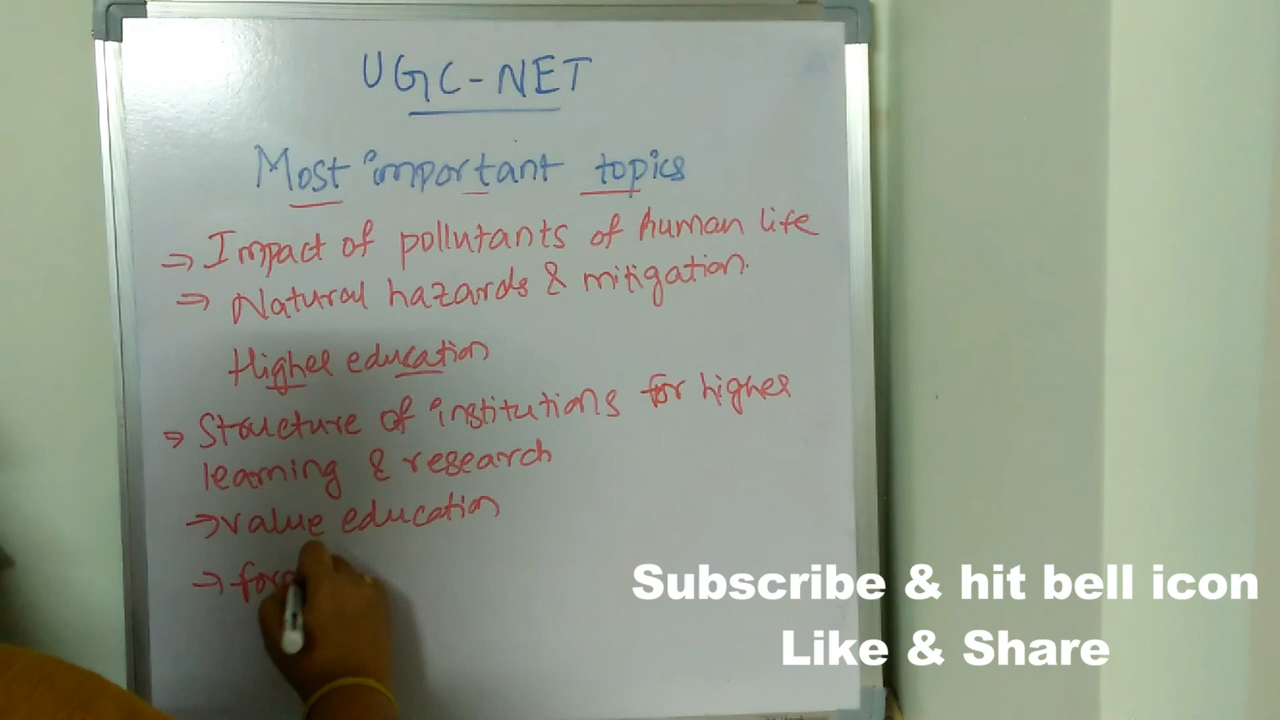 UGC-NET
Most important topics
⇒ Impact of pollutants of human life
⇒ Natural hazards & mitigation.
Higher education
⇒ Structure of institutions for higher
learning & research
→ value education
→
Subscribe & hit bell icon
Like & Share